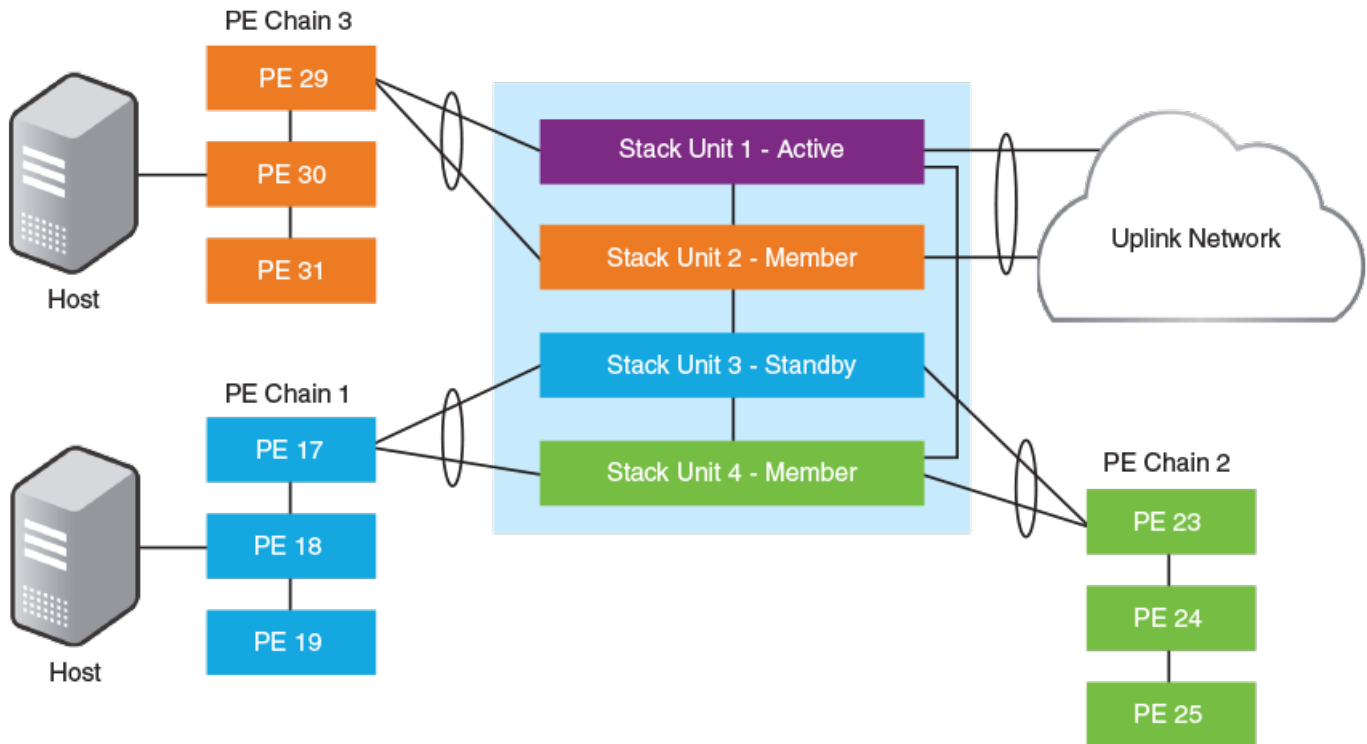 PE Chain 3
PE 29
PE 30
PE 31
Host
Stack Unit 1 - Active
Stack Unit 2 - Member
Stack Unit 3 - Standby
Stack Unit 4 - Member
Uplink Network
PE Chain 1
PE 17
PE 18
PE 19
Host
PE Chain 2
PE 23
PE 24
PE 25